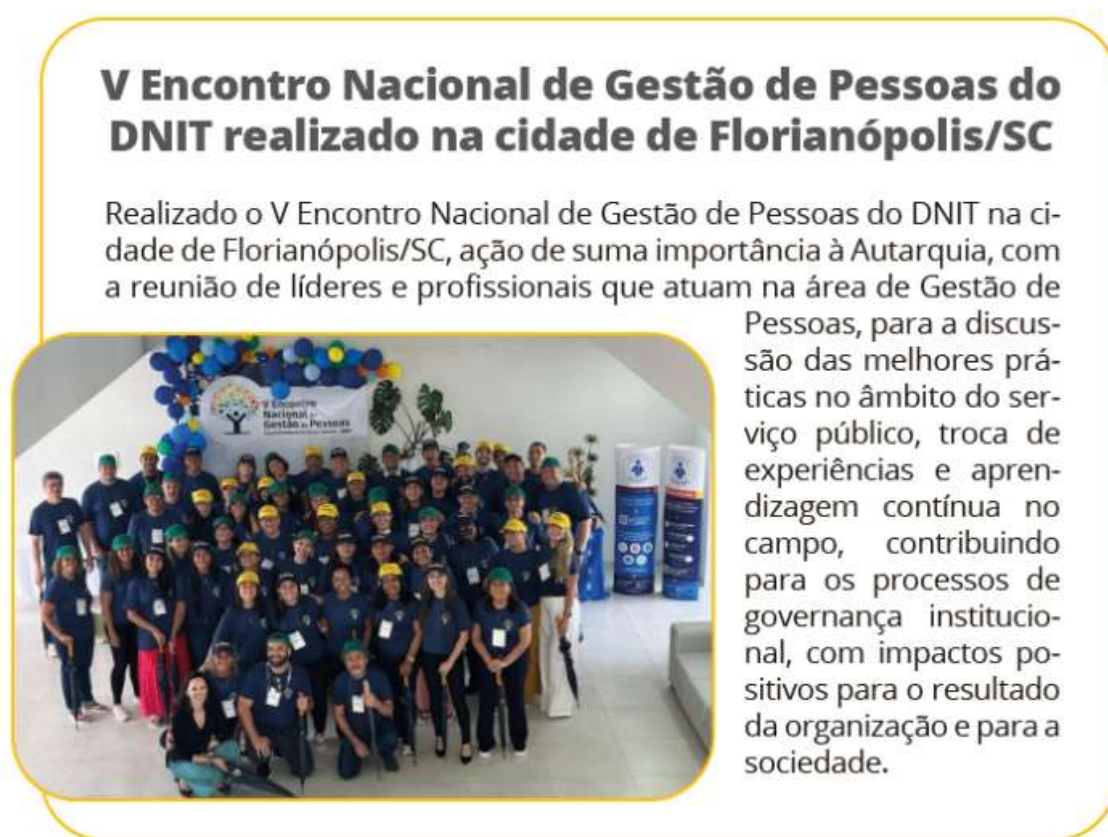 V Encontro Nacional de Gestão de Pessoas do
DNIT realizado na cidade de Florianópolis/SC
Realizado o V Encontro Nacional de Gestão de Pessoas do DNIT na ci-
dade de Florianópolis/SC, ação de suma importância à Autarquia, com
a reunião de líderes e profissionais que atuam na área de Gestão de
Pessoas, para a discus-
são das melhores prá-
ticas no âmbito do ser-
viço público, troca de
experiências e apren-
dizagem contínua no
campo, contribuindo
para os processos de
governança institucio-
nal, com impactos po-
sitivos para o resultado
da organização e para a
sociedade.
V Encontro
Nacional de
Gestão de Pessoas